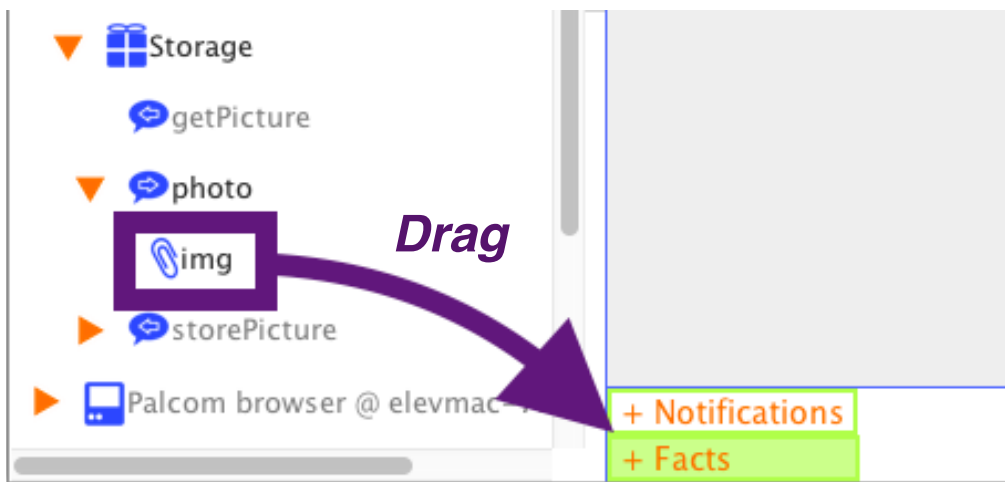 Storage
getPicture
photo
Drag
img
storePicture
Palcom browser @ elevmac-
+ Notifications
+ Facts